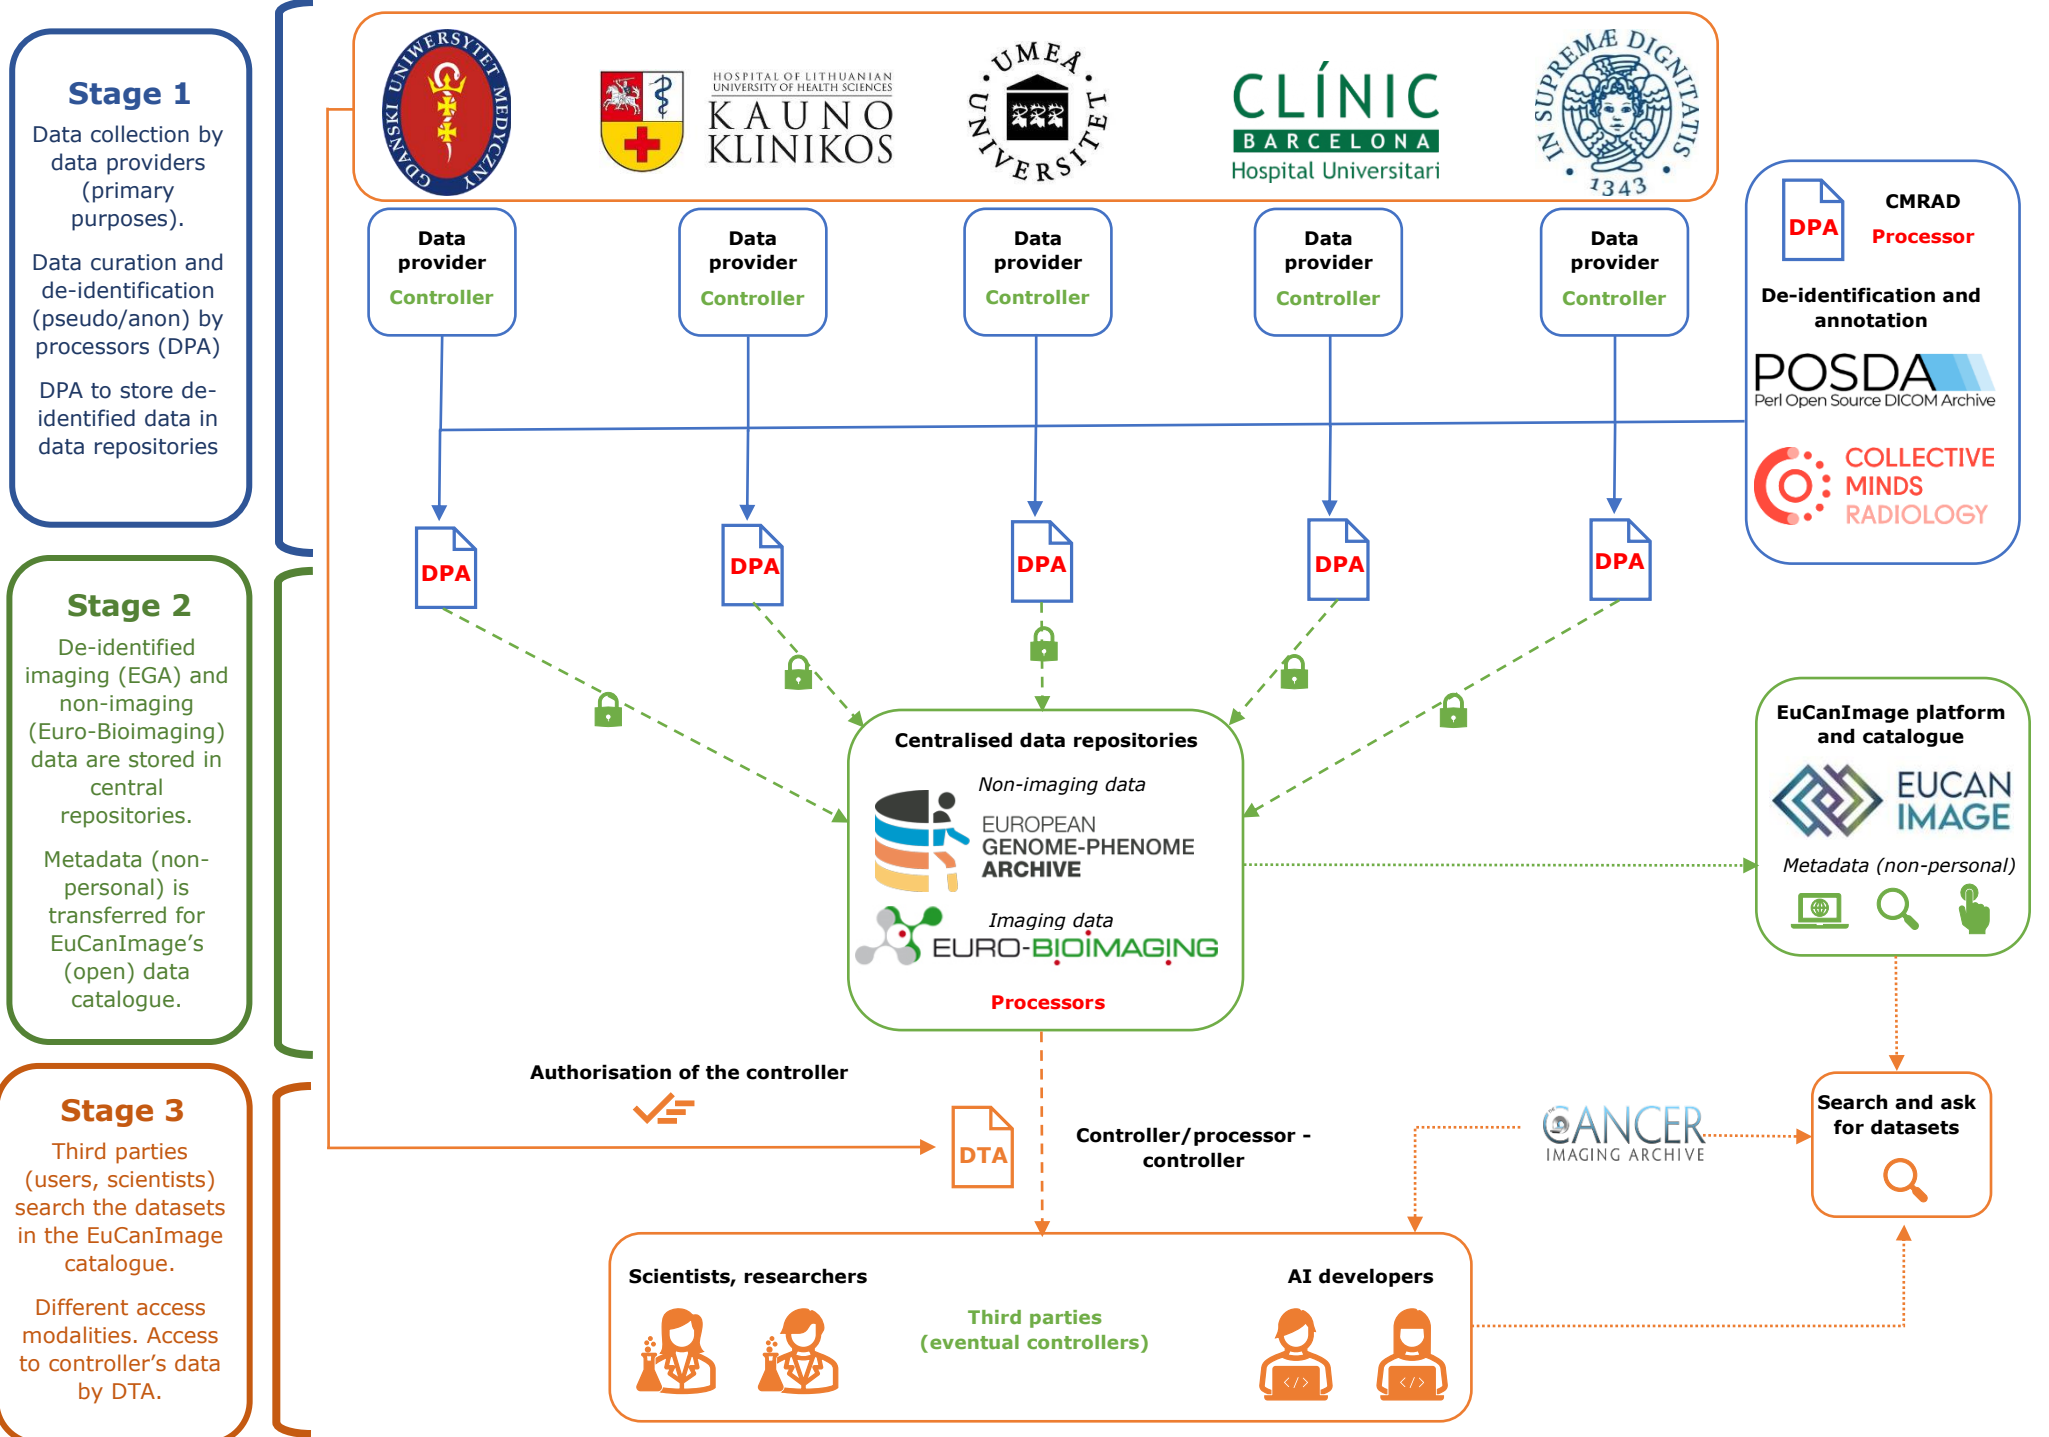 Stage 1
Data collection by
data providers
(primary
purposes).
Data curation and
de-identification
(pseudo/anon) by
processors (DPA)
DPA to store de-
identified data in
data repositories
Stage 2
De-identified
imaging (EGA) and
non-imaging
(Euro-Bioimaging)
data are stored in
central
repositories.
Metadata (non-
personal) is
transferred for
EuCanImage's
(open) data
catalogue.
Stage 3
Third parties
(users, scientists)
search the datasets
in the EuCanImage
catalogue.
Different access
modalities. Access
to controller's data
by DTA.
GDAŃSKI UNIWERSYTET MEDYCZNY
HOSPITAL OF LITHUANIAN
UNIVERSITY OF HEALTH SCIENCES
KAUNO
KLINIKOS
UMEÅ
UNIVERSITET
CLÍNIC
BARCELONA
Hospital Universitari
IN SUPREMÆ DIGNITATIS
1343
Data
provider
Controller
Data
provider
Controller
Data
provider
Controller
Data
provider
Controller
Data
provider
Controller
DPA
CMRAD
Processor
De-identification and
annotation
POSDA
Perl Open Source DICOM Archive
COLLECTIVE
MINDS
RADIOLOGY
DPA
DPA
DPA
DPA
DPA
Centralised data repositories
Non-imaging data
EUROPEAN
GENOME-PHENOME
ARCHIVE
Imaging data
EURO-BIOIMAGING
Processors
EuCanImage platform
and catalogue
EUCAN
IMAGE
Metadata (non-personal)
Authorisation of the controller
DTA
Controller/processor -
controller
THE
CANCER
IMAGING ARCHIVE
Search and ask
for datasets
Scientists, researchers
Third parties
(eventual controllers)
AI developers
</>
</>